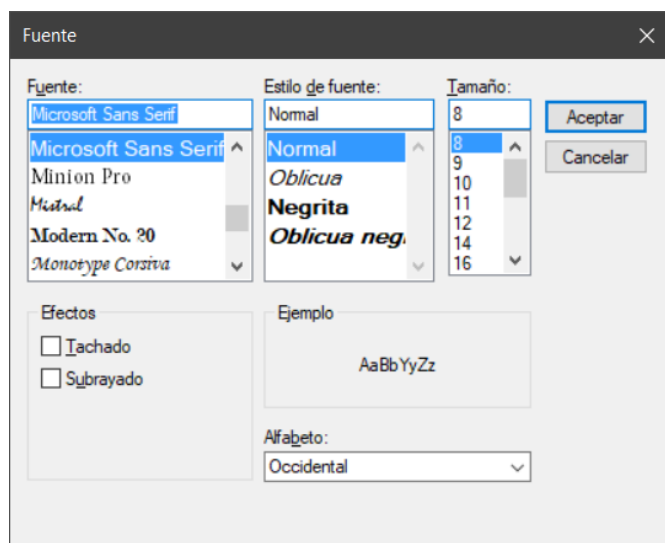 Fuente
Fuente:
Microsoft Sans Serif
Microsoft Sans Serif
Minion Pro
Mistral
Modern No. 20
Monotype Corsiva
Estilo de fuente:
Normal
Normal
Oblicua
Negrita
Oblicua neg
Tamaño:
8
8
9
10
11
12
14
16
Aceptar
Cancelar
Efectos
Tachado
Subrayado
Ejemplo
AaBbYyZz
Alfabeto:
Occidental